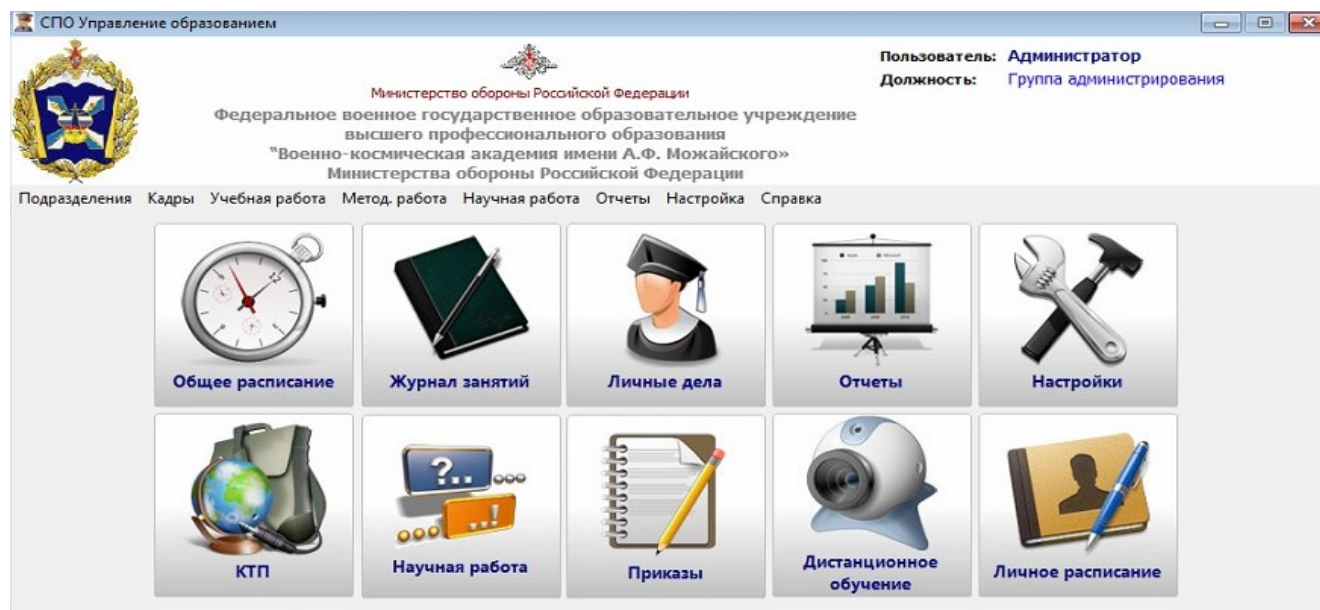 СПО Управление образованием
Министерство обороны Российской Федерации
Федеральное военное государственное образовательное учреждение
высшего профессионального образования
"Военно-космическая академия имени А.Ф. Можайского»
Министерства обороны Российской Федерации
Пользователь: Администратор
Должность: Группа администрирования
Подразделения Кадры Учебная работа Метод. работа Научная работа Отчеты Настройка Справка
Общее расписание
Журнал занятий
Личные дела
Отчеты
Настройки
КТП
Научная работа
Приказы
Дистанционное
обучение
Личное расписание